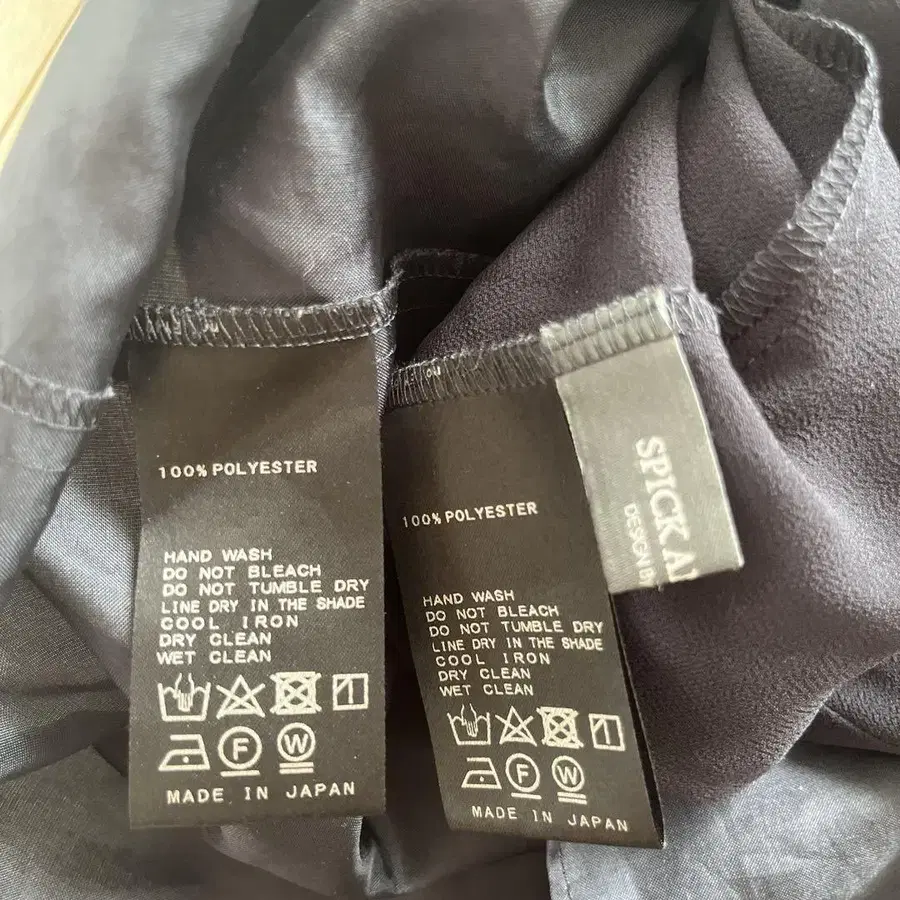 100% POLYESTER
HAND WASH
DO NOT BLEACH
DO NOT TUMBLE DRY
LINE DRY IN THE SHADE
COOL IRON
DRY CLEAN
WET CLEAN
F W
MADE IN JAPAN
100% POLYESTER
HAND WASH
DO NOT BLEACH
DO NOT TUMBLE DRY
LINE DRY IN THE SHADE
COOL IRON
DRY CLEAN
WET CLEAN
F W
MADE IN JAPAN
SPICK
DESIGN